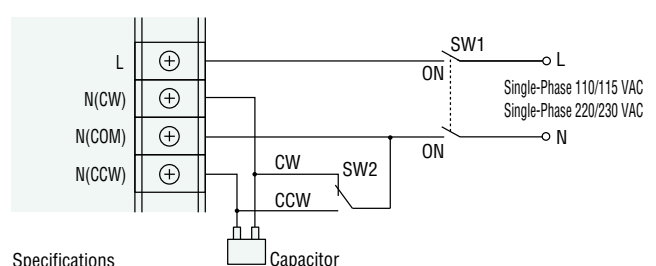 SW1
L
L
ON
Single-Phase 110/115 VAC
N(CW)
Single-Phase 220/230 VAC
N(COM)
N
ON
CW
SW2
N(CCW)
CCW
Specifications
Capacitor